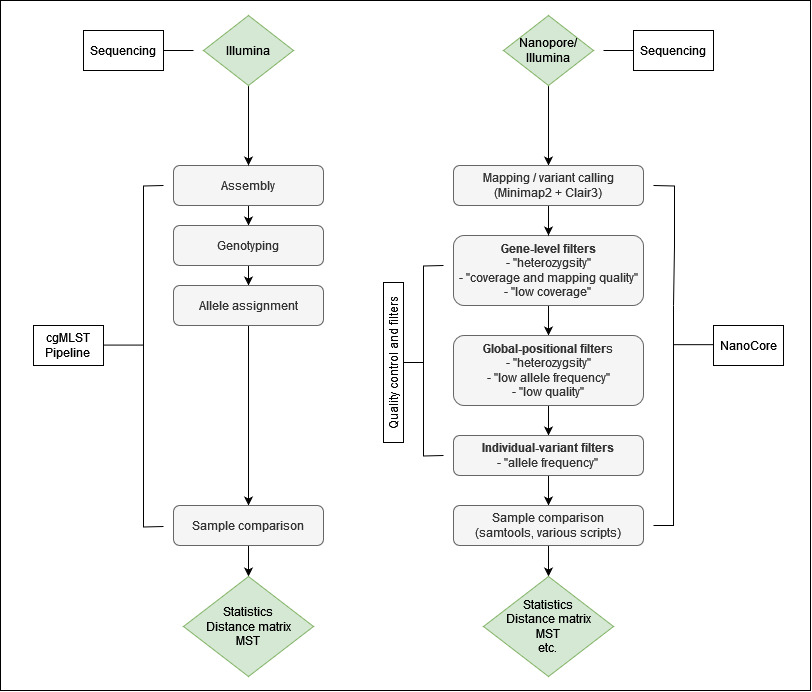 Sequencing
Illumina
Assembly
Genotyping
Allele assignment
cgMLST
Pipeline
Sample comparison
Statistics
Distance matrix
MST
Nanopore/
Illumina
Sequencing
Mapping / variant calling
(Minimap2 + Clair3)
Gene-level filters
- "heterozygsity"
- "coverage and mapping quality"
- "low coverage"
Quality control and filters
Global-positional filters
- "heterozygsity"
- "low allele frequency"
- "low quality"
NanoCore
Individual-variant filters
- "allele frequency"
Sample comparison
(samtools, various scripts)
Statistics
Distance matrix
MST
etc.